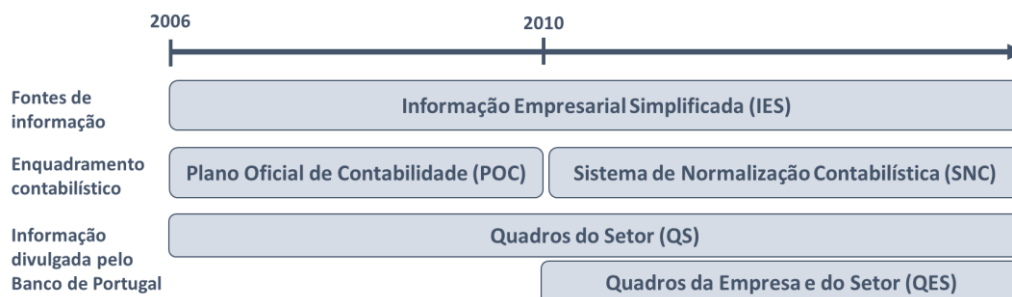 2006
2010
Fontes de
informação
Informação Empresarial Simplificada (IES)
Enquadramento
contabilístico
Plano Oficial de Contabilidade (POC)
Sistema de Normalização Contabilística (SNC)
Informação
divulgada pelo
Banco de Portugal
Quadros do Setor (QS)
Quadros da Empresa e do Setor (QES)